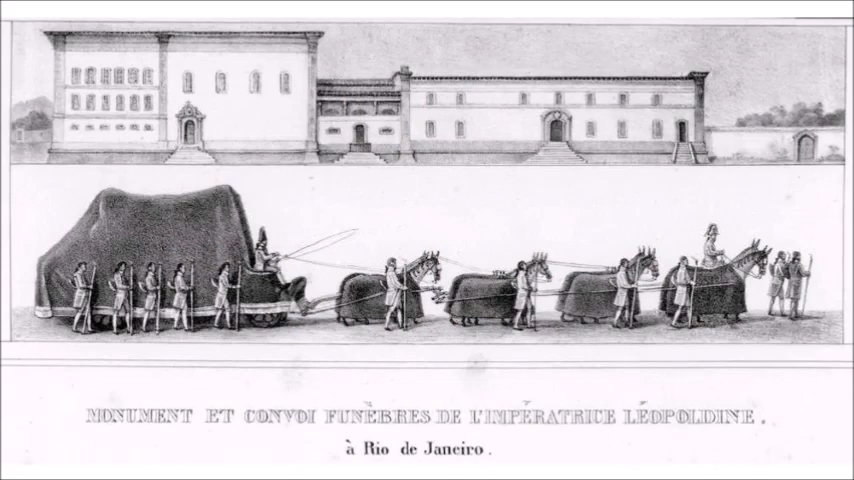 MONUMENT ET CONVOI FUNÈBRES DE L'IMPÉRATRICE LÉOPOLDINE.
à Rio de Janeiro.